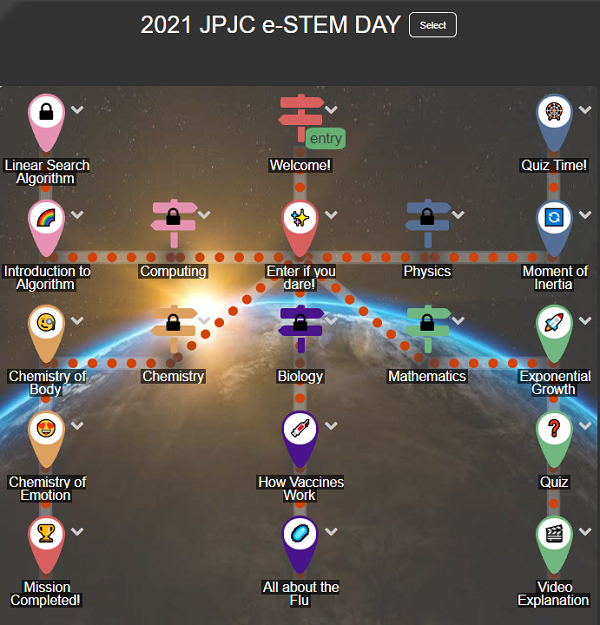 2021 JPJC e-STEM DAY Select
entry
Linear Search
Algorithm
Welcome!
Quiz Time!
Introduction to
Algorithm
Computing
Enter if you
dare!
Physics
Moment of
Inertia
Chemistry of
Body
Chemistry
Biology
Mathematics
Exponential
Growth
Chemistry of
Emotion
How Vaccines
Work
Quiz
Mission
Completed!
All about the
Flu
Video
Explanation